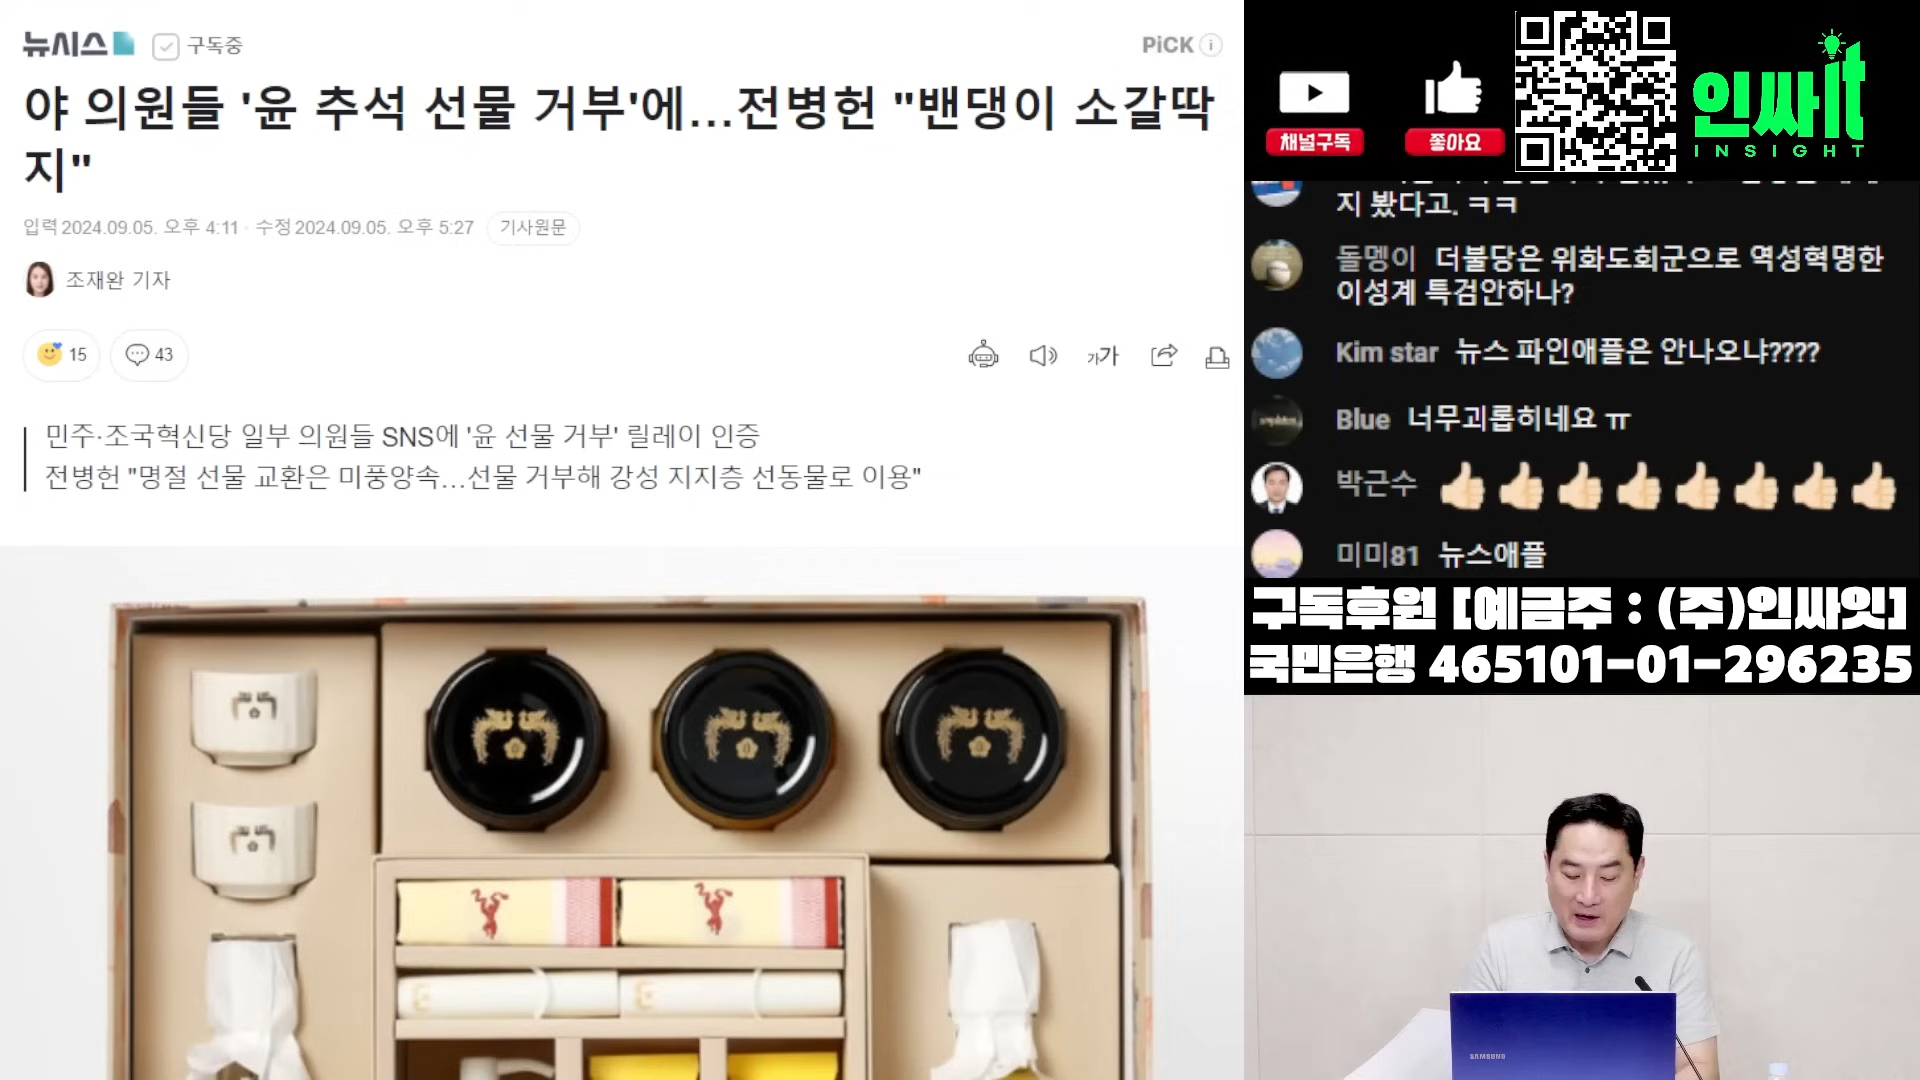 뉴시스
구독중
PiCK
야 의원들 '윤 추석 선물 거부'에...전병헌 "밴댕이 소갈딱
지"
입력 2024.09.05. 오후 4:11 · 수정 2024.09.05. 오후 5:27 기사원문
조재완 기자
15
43
가가
민주·조국혁신당 일부 의원들 SNS에 '윤 선물 거부' 릴레이 인증
전병헌 "명절 선물 교환은 미풍양속...선물 거부해 강성 지지층 선동물로 이용"
채널구독
좋아요
인싸it
INSIGHT
지 봤다고. ㅋㅋ
돌멩이 더불당은 위화도회군으로 역성혁명한
이성계 특검안하나?
Kim star 뉴스 파인애플은 안나오냐????
Blue 너무괴롭히네요 ㅠ
박근수 👍🏻👍🏻👍🏻👍🏻👍🏻👍🏻👍🏻👍🏻
미미81 뉴스애플
구독후원 [예금주 : (주)인싸잇]
국민은행 465101-01-296235
SAMSUNG